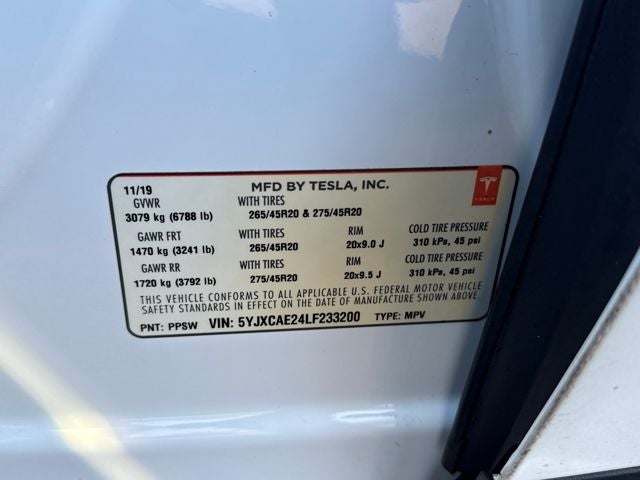 11/19 MFD BY TESLA, INC.
GVWR WITH TIRES
3079 kg (6788 lb) 265/45R20 & 275/45R20
GAWR FRT WITH TIRES RIM COLD TIRE PRESSURE
1470 kg (3241 lb) 265/45R20 20x9.0 J 310 kPa, 45 psi
GAWR RR WITH TIRES RIM COLD TIRE PRESSURE
1720 kg (3792 lb) 275/45R20 20x9.5 J 310 kPa, 45 psi
THIS VEHICLE CONFORMS TO ALL APPLICABLE U.S. FEDERAL MOTOR VEHICLE
SAFETY STANDARDS IN EFFECT ON THE DATE OF MANUFACTURE SHOWN ABOVE.
PNT: PPSW VIN: 5YJXCAE24LF233200 TYPE: MPV
TESLA